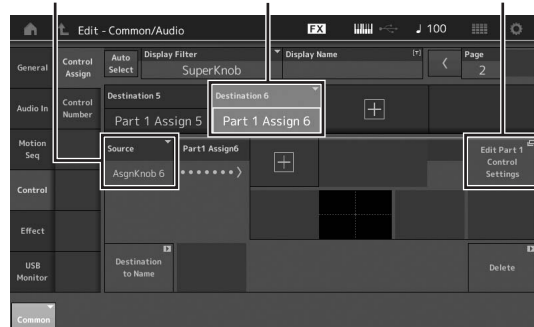 Edit - Common/Audio
FX
♩ 100
General
Control
Assign
Auto
Select
Display Filter
SuperKnob
Display Name
[T]
Page
2
Audio In
Control
Number
Destination 5
Part 1 Assign 5
Destination 6
Part 1 Assign 6
Motion
Seq
Source
AsgnKnob 6
Part1 Assign6
Edit Part 1
Control
Settings
Control
Effect
USB
Monitor
Destination
to Name
Delete
Common